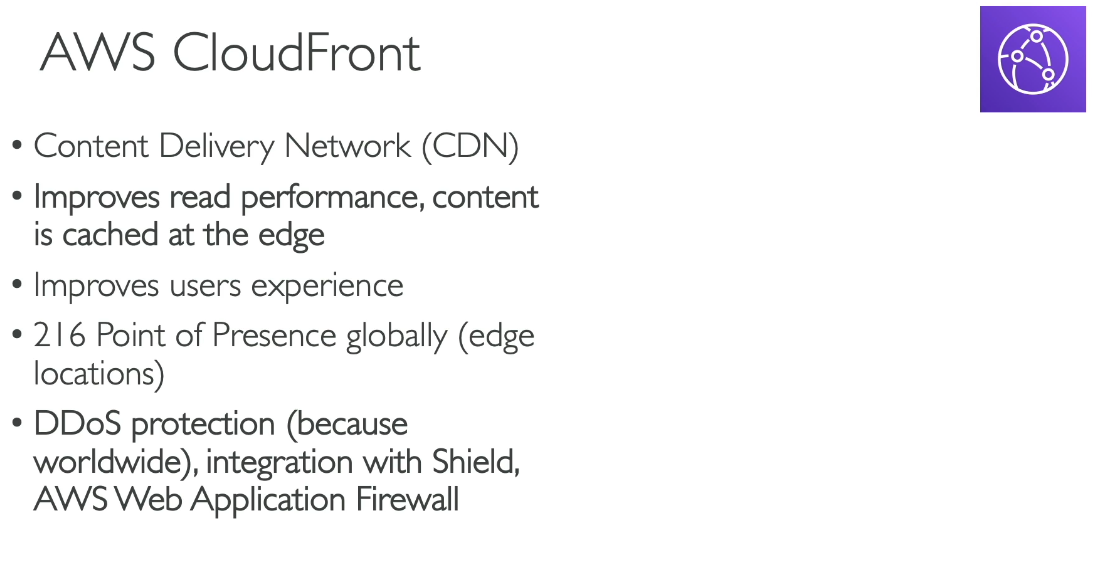 AWS CloudFront
• Content Delivery Network (CDN)
• Improves read performance, content
is cached at the edge
• Improves users experience
• 216 Point of Presence globally (edge
locations)
• DDoS protection (because
worldwide), integration with Shield,
AWS Web Application Firewall